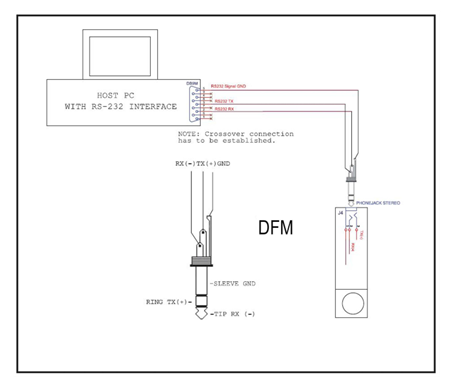 DB9M
HOST PC
WITH RS-232 INTERFACE
RS232 Signal GND
RS232 TX
RS232 RX
NOTE: Crossover connection
has to be established.
RX(-)TX(+)GND
PHONEJACK STEREO
J4
DFM
-SLEEVE GND
RING TX(+)-
-TIP RX (-)